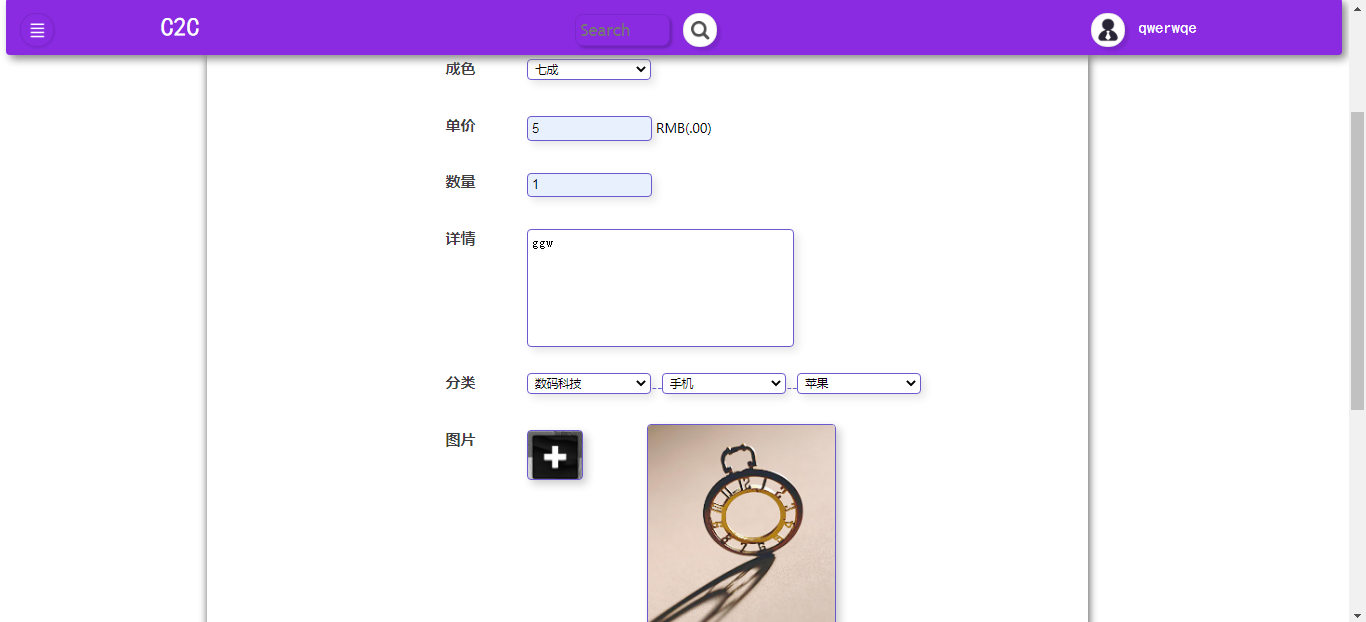 C2C
Search
qwerwqe
成色 七成
单价 5 RMB(.00)
数量 1
详情 ggw
分类 数码科技 -- 手机 -- 苹果
图片